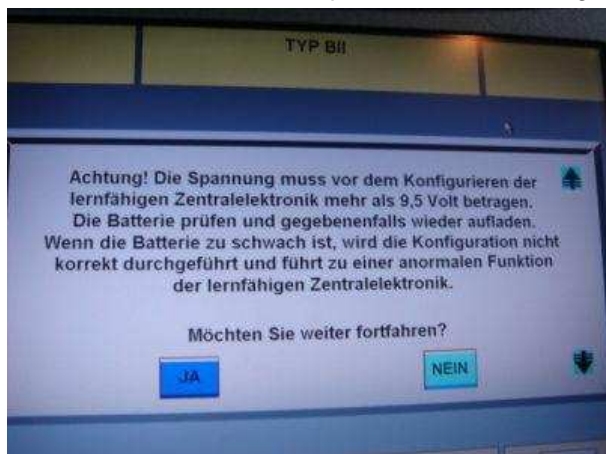 TYP BII
Achtung! Die Spannung muss vor dem Konfigurieren der
lernfähigen Zentralelektronik mehr als 9,5 Volt betragen.
Die Batterie prüfen und gegebenenfalls wieder aufladen.
Wenn die Batterie zu schwach ist, wird die Konfiguration nicht
korrekt durchgeführt und führt zu einer anormalen Funktion
der lernfähigen Zentralelektronik.
Möchten Sie weiter fortfahren?
JA NEIN